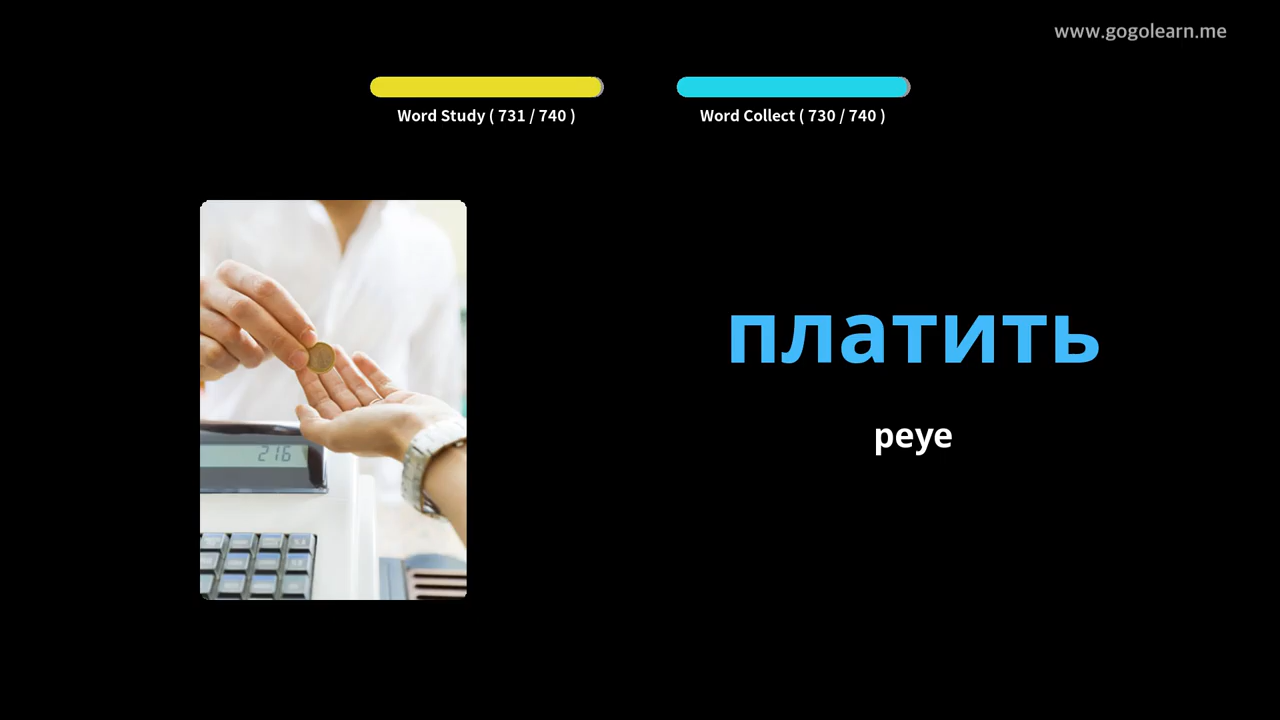 www.gogolearn.me
Word Study ( 731 / 740 )
Word Collect ( 730 / 740 )
платить
peye
216